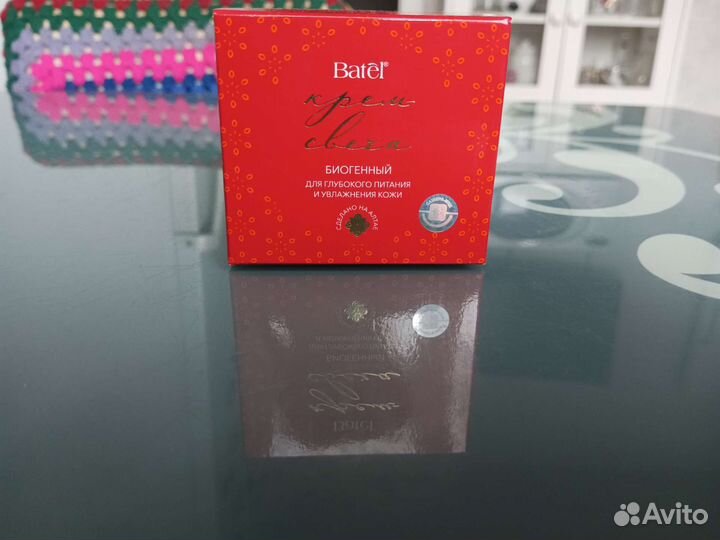 Batel®
крем
свеча
БИОГЕННЫЙ
ДЛЯ ГЛУБОКОГО ПИТАНИЯ
И УВЛАЖНЕНИЯ КОЖИ
СДЕЛАНО НА АЛТАЕ
Avito